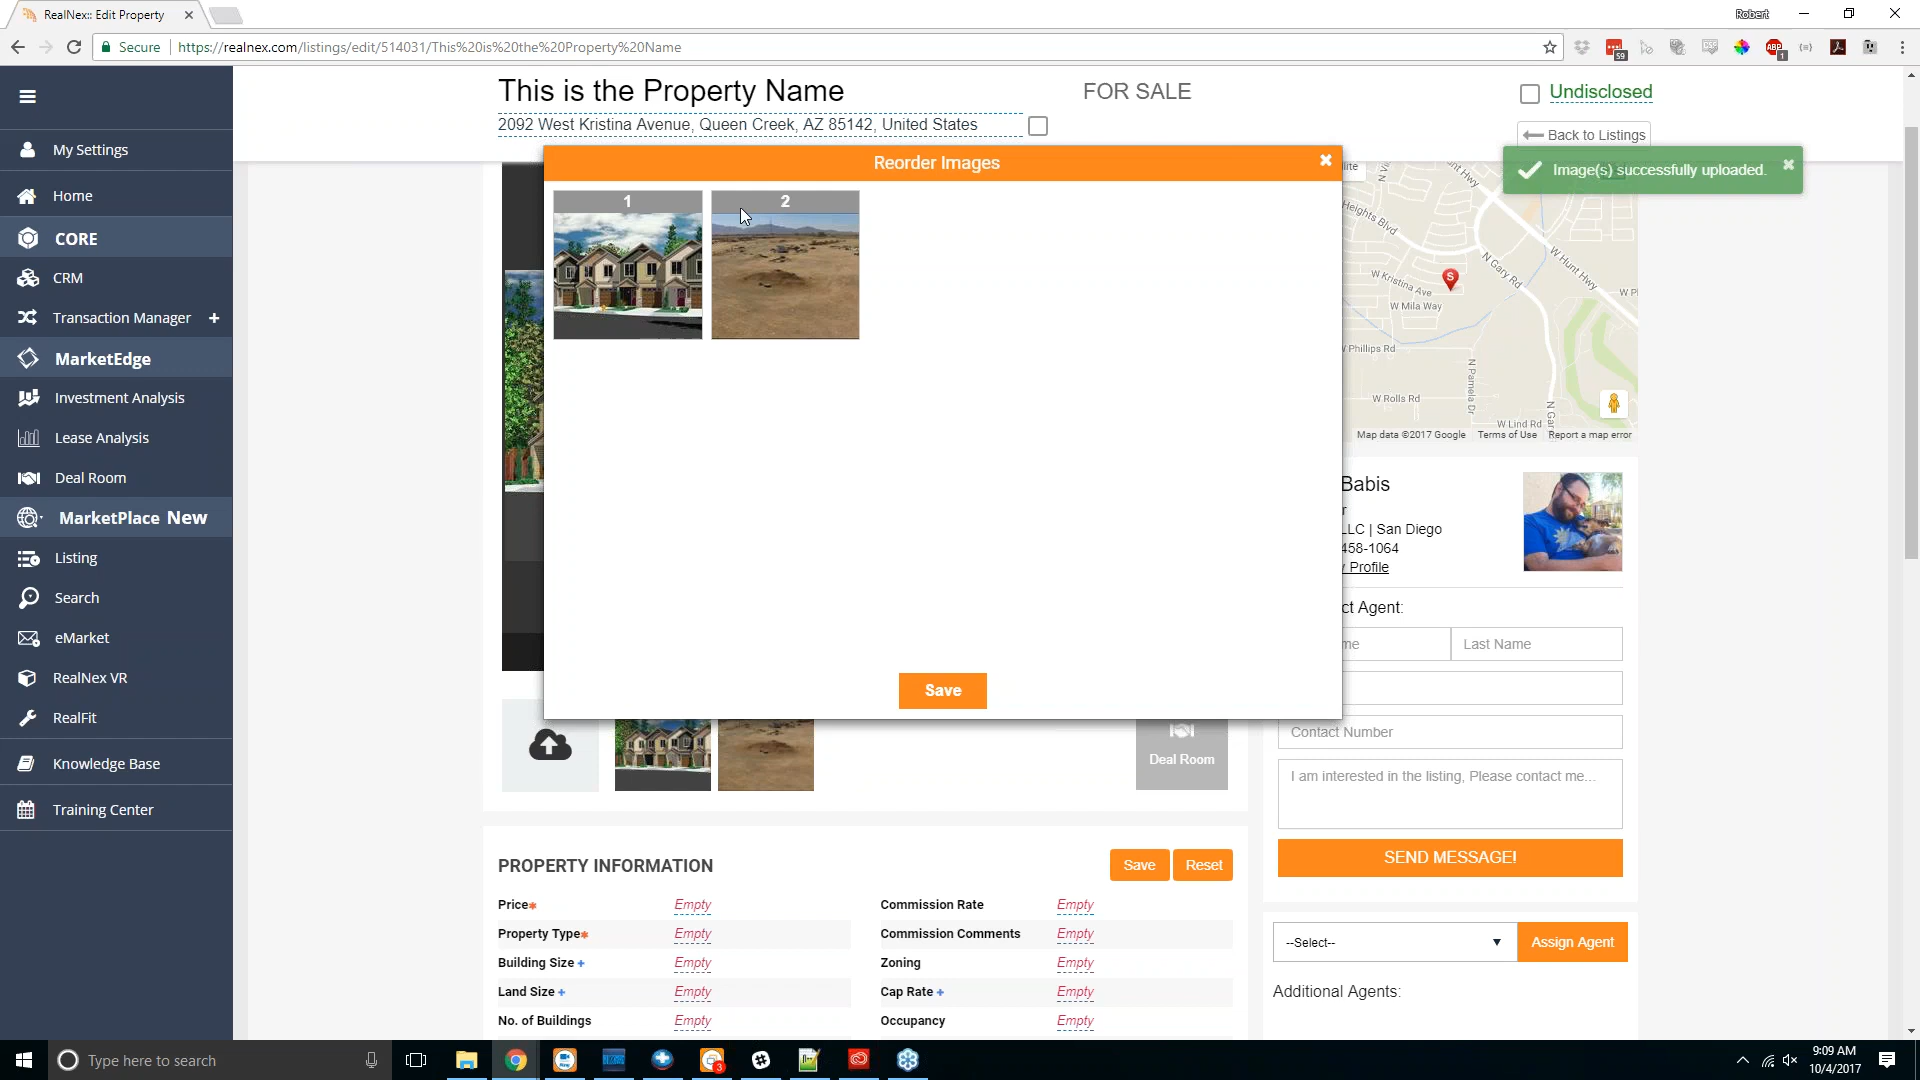 RealNex:: Edit Property
Robert
Secure
https://realnex.com/listings/edit/514031/This%20is%20the%20Property%20Name
59
ABP
1
This is the Property Name
FOR SALE
Undisclosed
2092 West Kristina Avenue, Queen Creek, AZ 85142, United States
Back to Listings
Image(s) successfully uploaded.
Reorder Images
1
2
My Settings
Home
CORE
CRM
Transaction Manager +
MarketEdge
Investment Analysis
Lease Analysis
Deal Room
MarketPlace New
Listing
Search
eMarket
RealNex VR
RealFit
Knowledge Base
Training Center
Heights Blvd
W Hunt Hwy
N Gary Rd
W Kristina Ave
S
W Mila Way
W Phillips Rd
N Pamela Dr
W Rolls Rd
W Lind Rd
Map data ©2017 Google
Terms of Use
Report a map error
Babis
LLC | San Diego
458-1064
Profile
ct Agent:
me
Last Name
Contact Number
I am interested in the listing, Please contact me...
SEND MESSAGE!
Save
Deal Room
PROPERTY INFORMATION
Save
Reset
Price*
Empty
Commission Rate
Empty
Property Type*
Empty
Commission Comments
Empty
Building Size +
Empty
Zoning
Empty
Land Size +
Empty
Cap Rate +
Empty
No. of Buildings
Empty
Occupancy
Empty
--Select--
Assign Agent
Additional Agents:
Type here to search
3
9:09 AM
10/4/2017